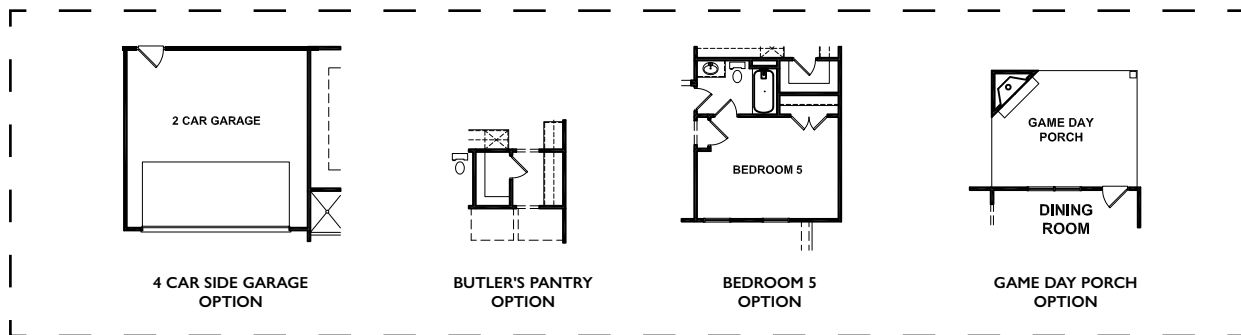 2 CAR GARAGE
4 CAR SIDE GARAGE
OPTION
BUTLER'S PANTRY
OPTION
BEDROOM 5
BEDROOM 5
OPTION
GAME DAY
PORCH
DINING
ROOM
GAME DAY PORCH
OPTION